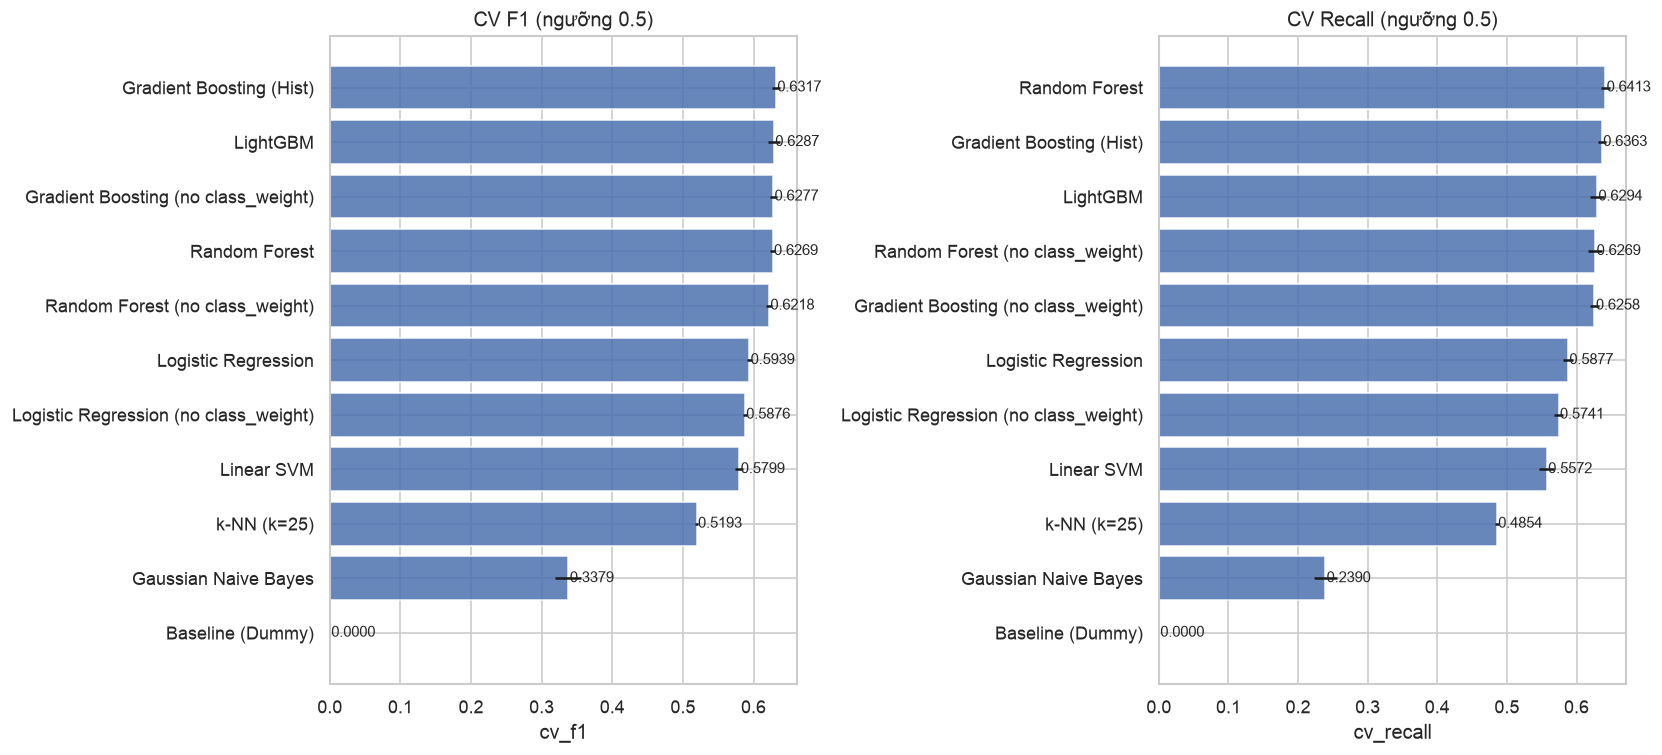 CV F1 (ngưỡng 0.5)
Gradient Boosting (Hist)
0.6317
LightGBM
0.6287
Gradient Boosting (no class_weight)
0.6277
Random Forest
0.6269
Random Forest (no class_weight)
0.6218
Logistic Regression
0.5939
Logistic Regression (no class_weight)
0.5876
Linear SVM
0.5799
k-NN (k=25)
0.5193
Gaussian Naive Bayes
0.3379
Baseline (Dummy)
0.0000
0.0 0.1 0.2 0.3 0.4 0.5 0.6
cv_f1
CV Recall (ngưỡng 0.5)
Random Forest
0.6413
Gradient Boosting (Hist)
0.6363
LightGBM
0.6294
Random Forest (no class_weight)
0.6269
Gradient Boosting (no class_weight)
0.6258
Logistic Regression
0.5877
Logistic Regression (no class_weight)
0.5741
Linear SVM
0.5572
k-NN (k=25)
0.4854
Gaussian Naive Bayes
0.2390
Baseline (Dummy)
0.0000
0.0 0.1 0.2 0.3 0.4 0.5 0.6
cv_recall